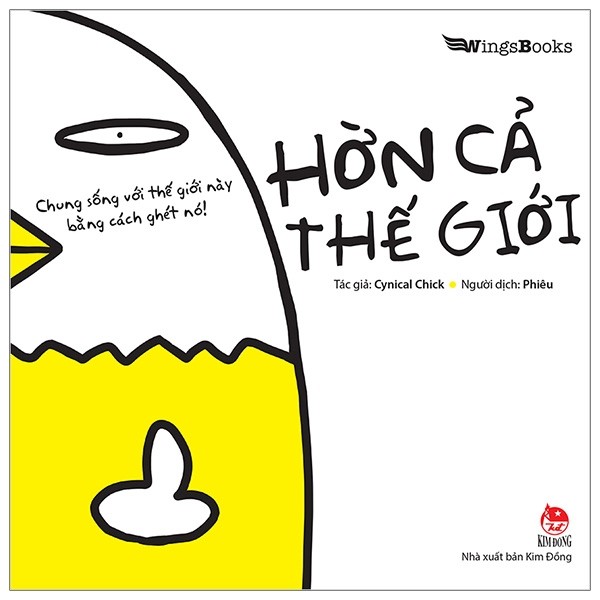 WingsBooks
HỜN CẢ
THẾ GIỚI
Chung sống với thế giới này
bằng cách ghét nó!
Tác giả: Cynical Chick • Người dịch: Phiêu
KIM ĐỒNG
Nhà xuất bản Kim Đồng